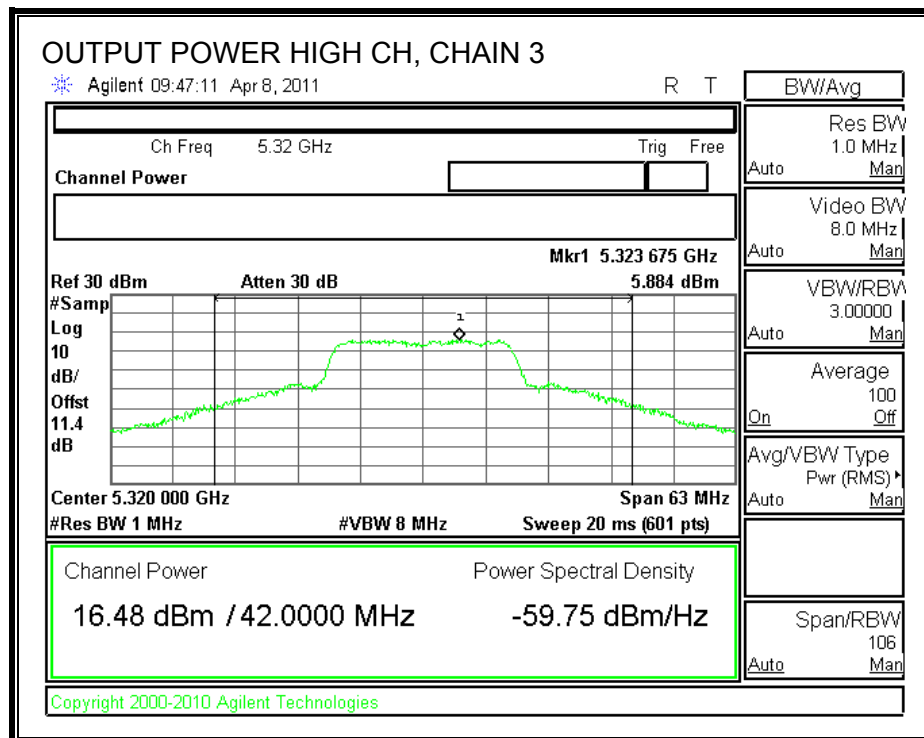 OUTPUT POWER HIGH CH, CHAIN 3
Agilent 09:47:11 Apr 8, 2011 R T
Ch Freq 5.32 GHz Trig Free
Channel Power
Mkr1 5.323 675 GHz
Ref 30 dBm Atten 30 dB 5.884 dBm
#Samp
Log
10
dB/
Offst
11.4
dB
1
Center 5.320 000 GHz Span 63 MHz
#Res BW 1 MHz #VBW 8 MHz Sweep 20 ms (601 pts)
Channel Power Power Spectral Density
16.48 dBm / 42.0000 MHz -59.75 dBm/Hz
Copyright 2000-2010 Agilent Technologies
BW/Avg
Res BW
1.0 MHz
Auto Man
Video BW
8.0 MHz
Auto Man
VBW/RBW
3.00000
Auto Man
Average
100
On Off
Avg/VBW Type
Pwr (RMS)
Auto Man
Span/RBW
106
Auto Man